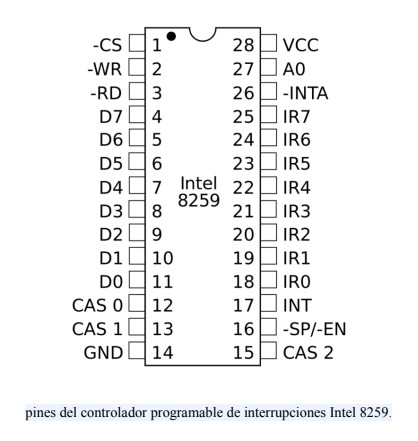 -CS 1 28 VCC
-WR 2 27 A0
-RD 3 26 -INTA
D7 4 25 IR7
D6 5 24 IR6
D5 6 23 IR5
D4 7 Intel 22 IR4
D3 8 8259 21 IR3
D2 9 20 IR2
D1 10 19 IR1
D0 11 18 IR0
CAS 0 12 17 INT
CAS 1 13 16 -SP/-EN
GND 14 15 CAS 2
pines del controlador programable de interrupciones Intel 8259.